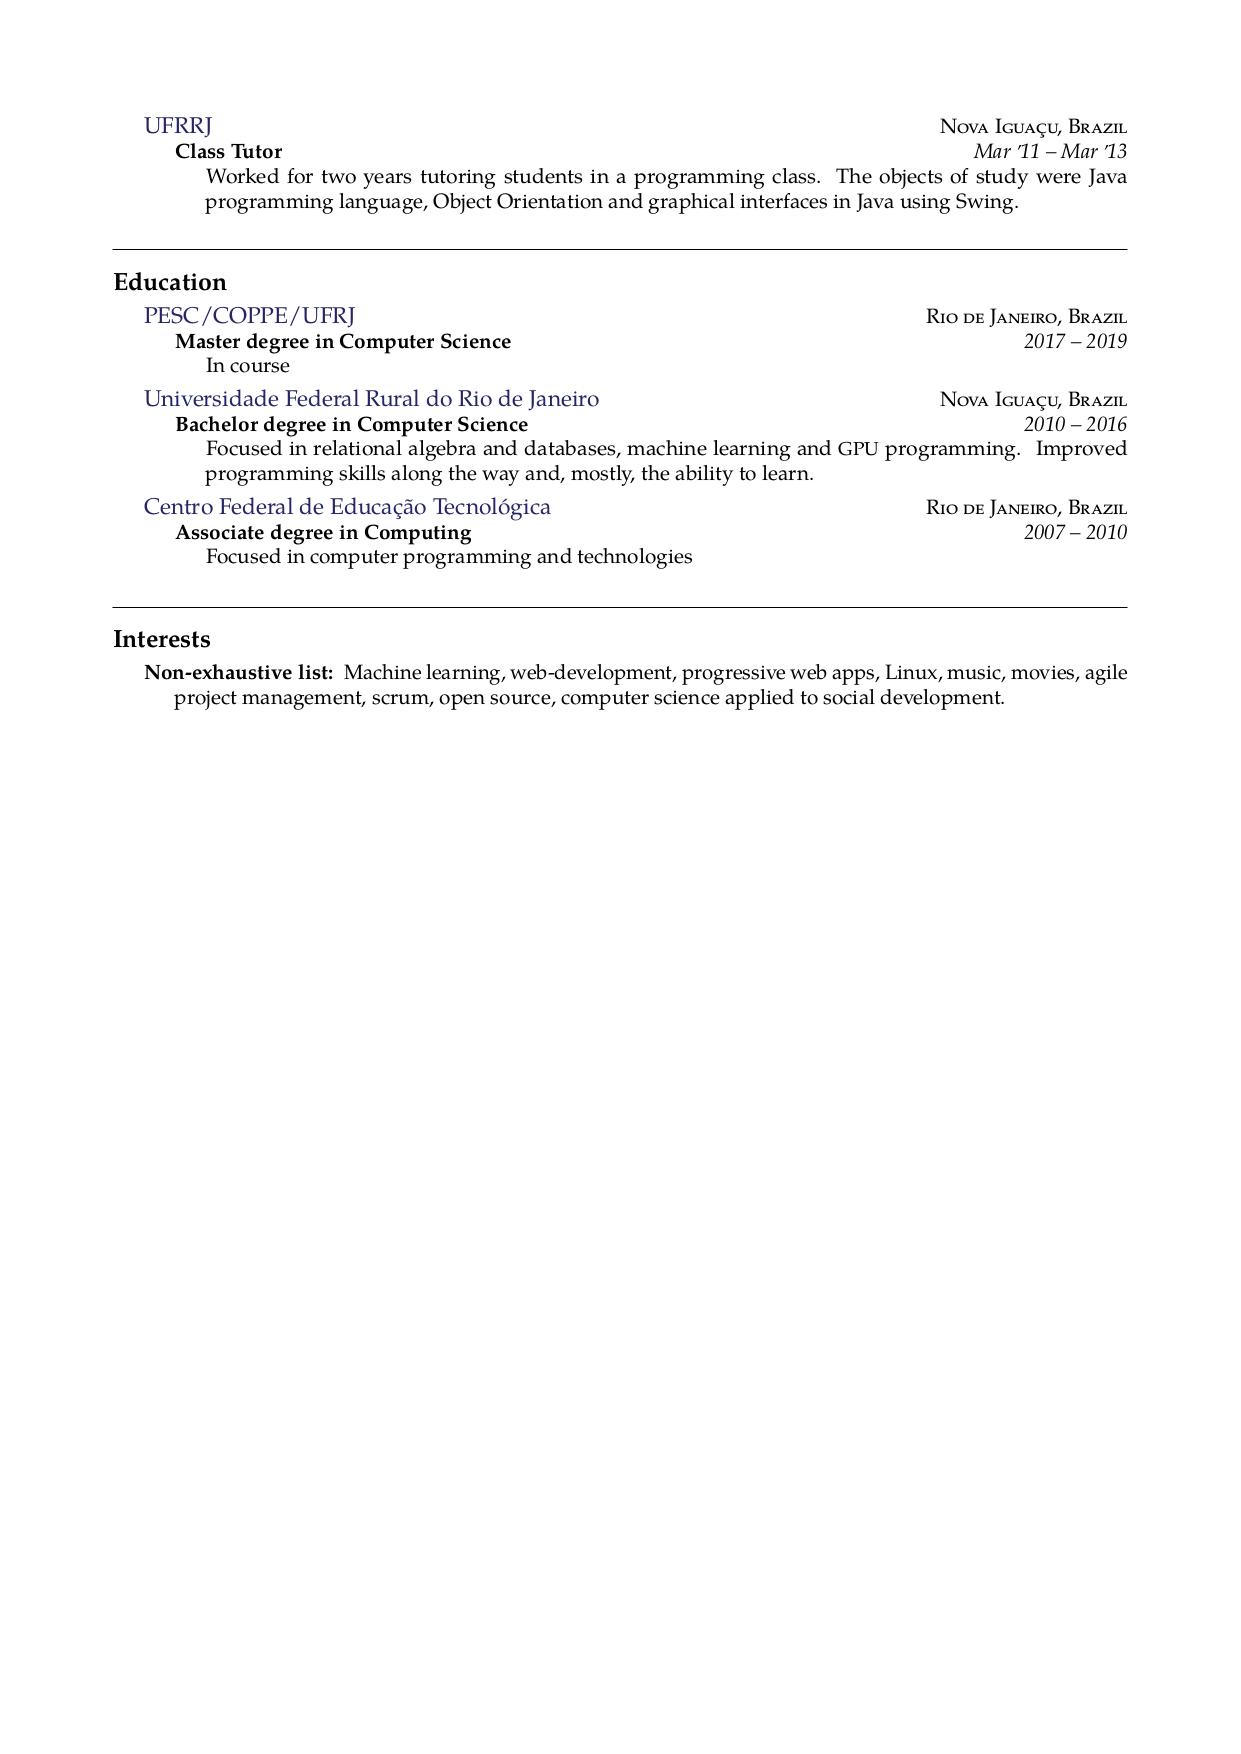 UFRRJ Nova Iguaçu, Brazil
Class Tutor Mar '11 – Mar '13
Worked for two years tutoring students in a programming class. The objects of study were Java
programming language, Object Orientation and graphical interfaces in Java using Swing.
Education
PESC/COPPE/UFRJ Rio de Janeiro, Brazil
Master degree in Computer Science 2017 – 2019
In course
Universidade Federal Rural do Rio de Janeiro Nova Iguaçu, Brazil
Bachelor degree in Computer Science 2010 – 2016
Focused in relational algebra and databases, machine learning and GPU programming. Improved
programming skills along the way and, mostly, the ability to learn.
Centro Federal de Educação Tecnológica Rio de Janeiro, Brazil
Associate degree in Computing 2007 – 2010
Focused in computer programming and technologies
Interests
Non-exhaustive list: Machine learning, web-development, progressive web apps, Linux, music, movies, agile
project management, scrum, open source, computer science applied to social development.